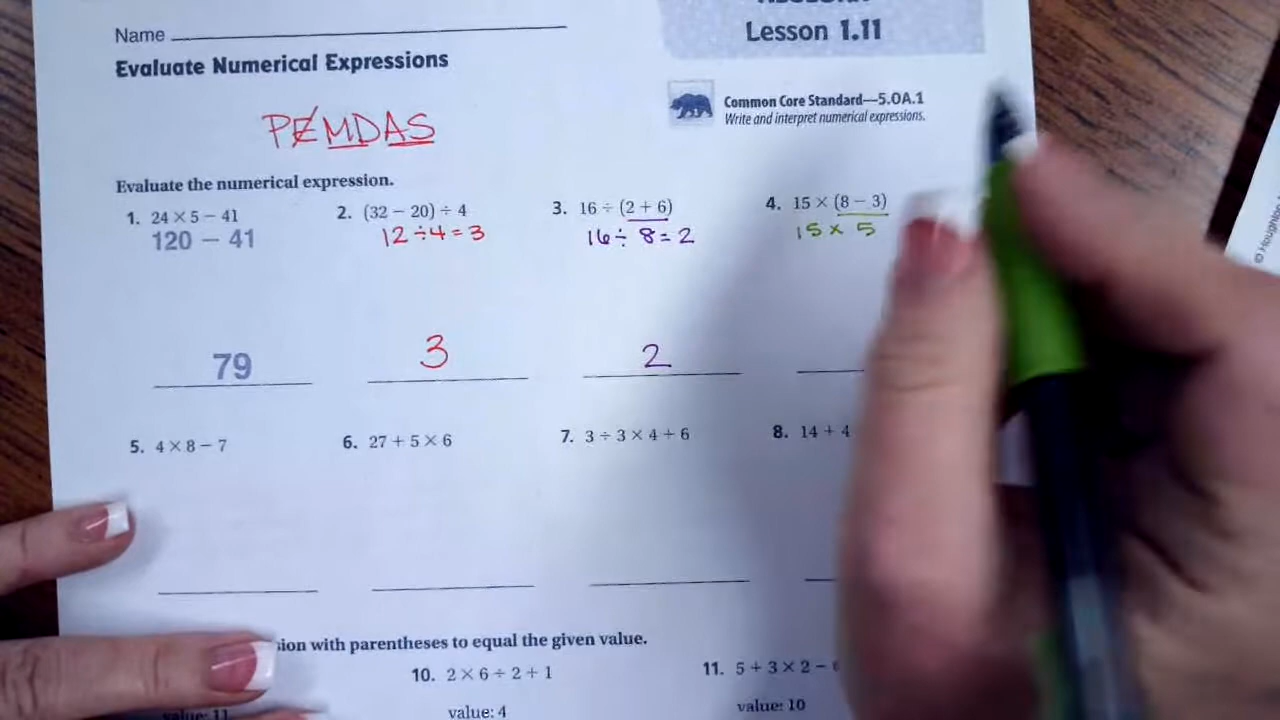 Name
Lesson 1.11
Evaluate Numerical Expressions
Common Core Standard—5.OA.1
Write and interpret numerical expressions.
PEMDAS
Evaluate the numerical expression.
1. 24 × 5 − 41
120 − 41
79
2. (32 − 20) ÷ 4
12 ÷ 4 = 3
3
3. 16 ÷ (2 + 6)
16 ÷ 8 = 2
2
4. 15 × (8 − 3)
15 × 5
5. 4 × 8 − 7
6. 27 + 5 × 6
7. 3 ÷ 3 × 4 + 6
8. 14 + 4
with parentheses to equal the given value.
value: 11
10. 2 × 6 ÷ 2 + 1
value: 4
11. 5 + 3 × 2 −
value: 10